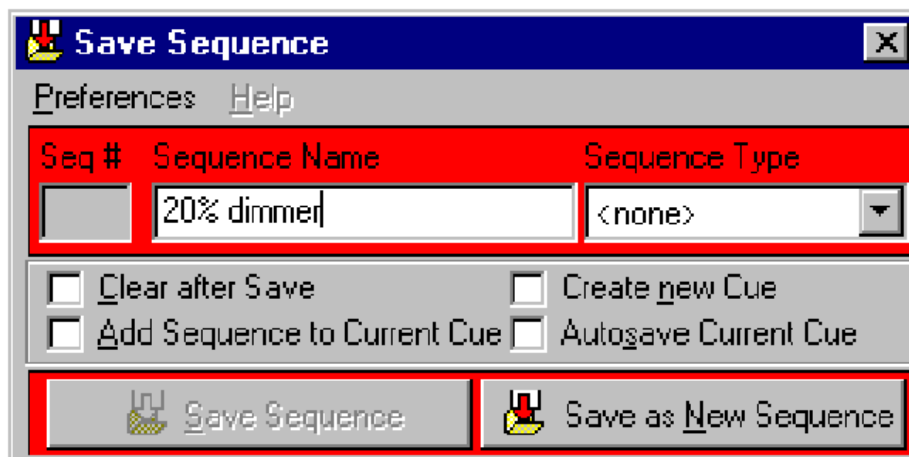 Save Sequence
Preferences Help
Seq # Sequence Name Sequence Type
20% dimmer <none>
Clear after Save Create new Cue
Add Sequence to Current Cue Autosave Current Cue
Save Sequence Save as New Sequence